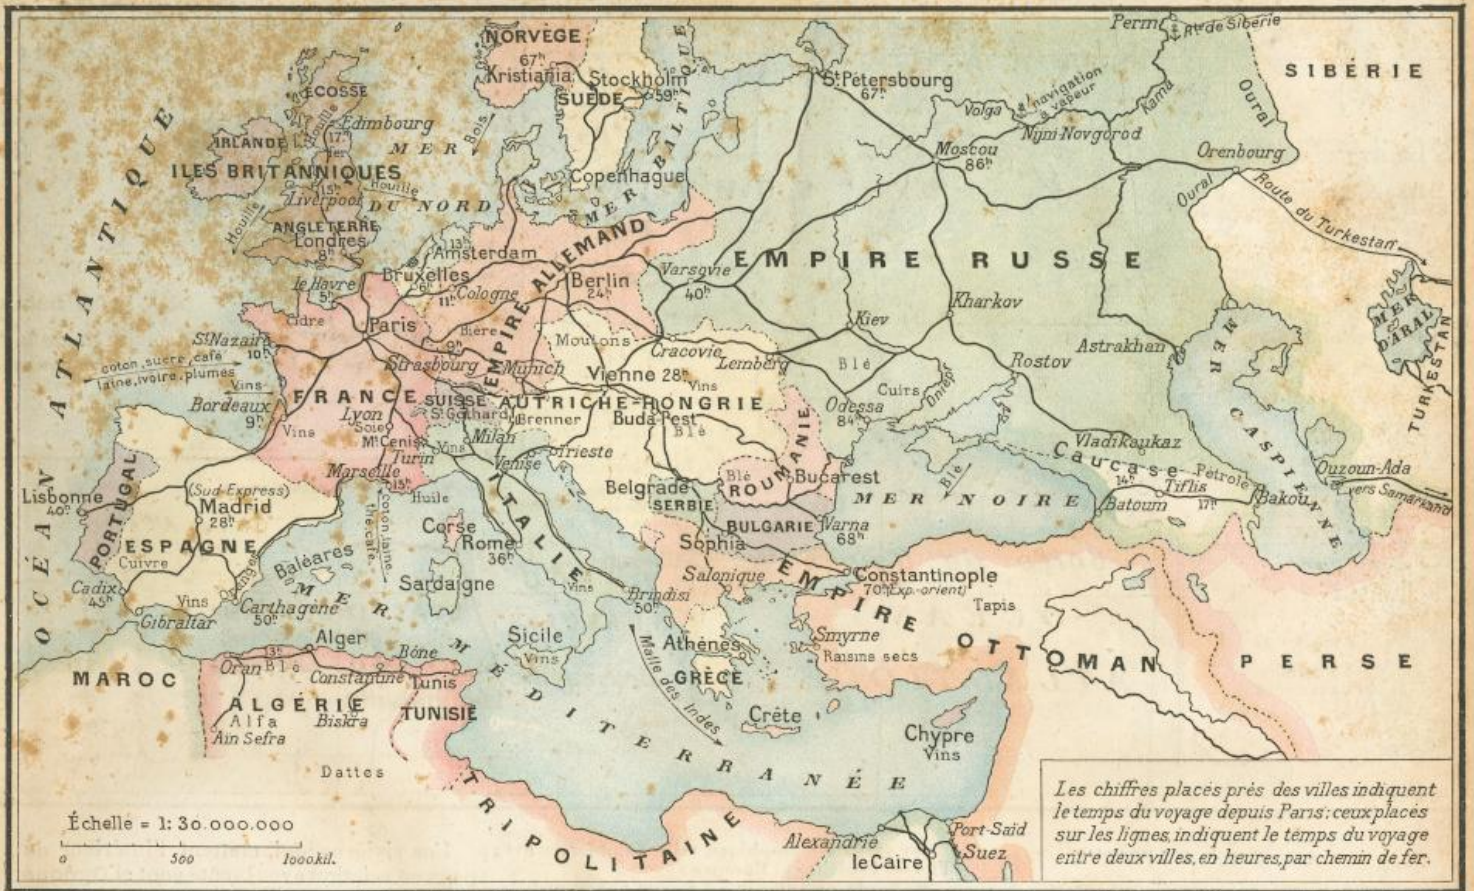 NORVÈGE
67h
Kristiania
Stockholm
59h
SUÈDE
St Pétersbourg
67h
Perm
Rte de Sibérie
SIBÉRIE
Oural
ECOSSE
Houille
Edimbourg
17h
IRLANDE
ILES BRITANNIQUES
15h
Liverpool
Houille
Houille
ANGLETERRE
Londres
8h
MER
DU NORD
Bois
MER BALTIQUE
Copenhague
Volga
navigation
à vapeur
Kama
Nijni-Novgorod
Moscou
86h
Orenbourg
Oural
Route du Turkestan
MER
D'ARAL
TURKESTAN
OCÉAN ATLANTIQUE
13h
Amsterdam
Bruxelles
6h
11h
Cologne
EMPIRE ALLEMAND
Berlin
24h
Varsovie
40h
EMPIRE RUSSE
Kharkov
Kiev
le Havre
5h
Cidre
Paris
Bière
9h
Strasbourg
EMPIRE
Munich
Moutons
Cracovie
Lemberg
Blé
Cuirs
Dniepr
Rostov
Astrakhan
St Nazaire
10h
coton, sucre, café
laine, ivoire, plumes
Vins
Bordeaux
9h
FRANCE
Vins
Lyon
Soie
Mt Cenis
Turin
SUISSE
St Gothard
Vienne 28h
Vins
AUTRICHE-HONGRIE
Brenner
Buda Pest
Blé
Milan
Vins
Venise
Trieste
Odessa
84h
Blé
Vladikavkaz
Caucase
Pétrole
14h
Tiflis
17h
Batoum
Bakou
MER CASPIENNE
Ouzoun-Ada
vers Samarkand
Marseille
15h
Huile
coton, laine,
thé, café.
Lisbonne
40h
PORTUGAL
(Sud-Express)
Madrid
28h
ESPAGNE
Cuivre
Cadix
45h
Vins
Gibraltar
Carthagène
50h
Baléares
Corse
Rome
36h
ITALIE
Vins
Brindisi
50h
Sardaigne
Sicile
Vins
Belgrade
SERBIE
Blé
ROUMANIE
Bucarest
BULGARIE
Varna
68h
Sophia
Salonique
MER NOIRE
EMPIRE OTTOMAN
Constantinople
70h (Exp.-orient)
Tapis
Smyrne
Raisins secs
PERSE
Athènes
GRÈCE
Malle des Indes
Crète
Chypre
Vins
MER MÉDITERRANÉE
MAROC
Oran
13h
Blé
Alger
Bône
Constantine
Tunis
ALGÉRIE
Alfa
Biskra
Ain Sefra
TUNISIE
Dattes
TRIPOLITAINE
Alexandrie
le Caire
Port-Saïd
Suez
Échelle = 1: 30.000.000
0 500 1000kil.
Les chiffres placés près des villes indiquent
le temps du voyage depuis Paris; ceux placés
sur les lignes, indiquent le temps du voyage
entre deux villes, en heures, par chemin de fer.